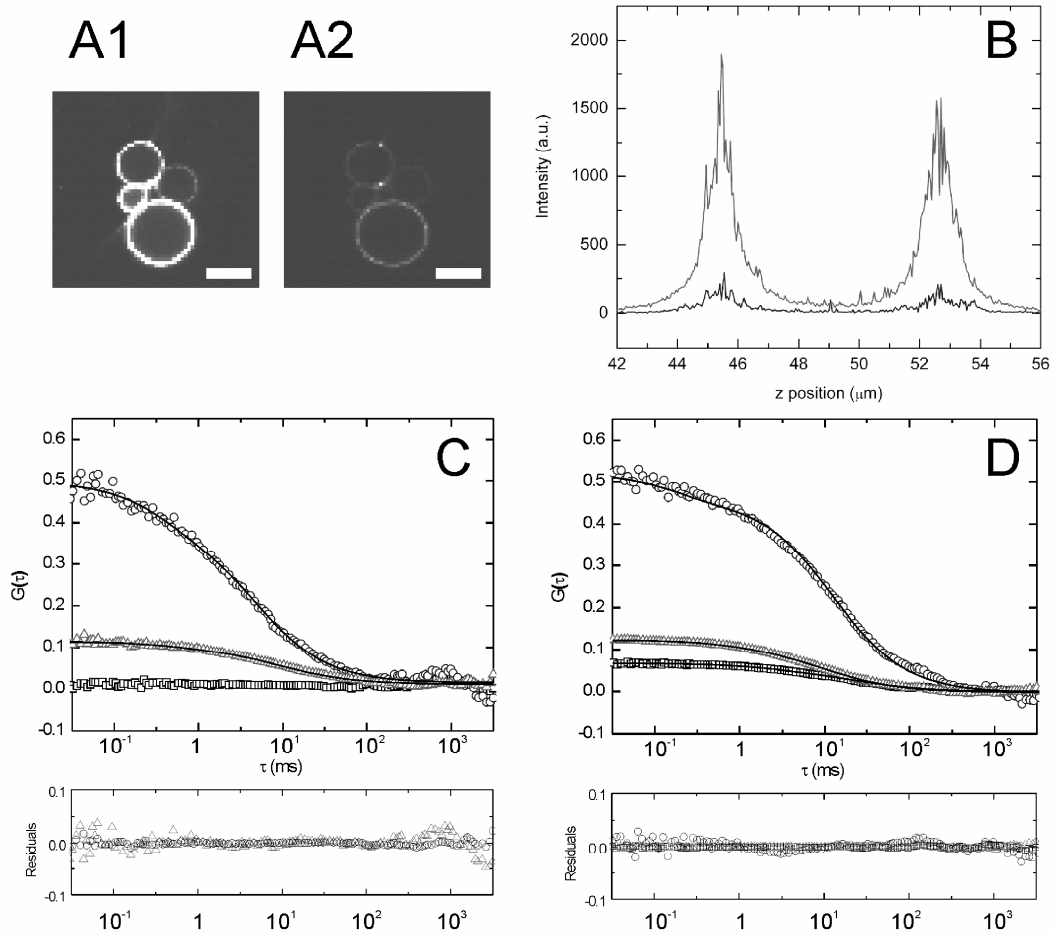 A1
A2
B
2000
1500
1000
500
0
Intensity (a.u.)
42 44 46 48 50 52 54 56
z position (μm)
C
0.6
0.5
0.4
0.3
0.2
0.1
0.0
-0.1
G(τ)
10⁻¹ 1 10¹ 10² 10³
τ (ms)
D
0.6
0.5
0.4
0.3
0.2
0.1
0.0
-0.1
G(τ)
10⁻¹ 1 10¹ 10² 10³
τ (ms)
0.1
0.0
-0.1
Residuals
10⁻¹ 1 10¹ 10² 10³
0.1
0.0
-0.1
Residuals
10⁻¹ 1 10¹ 10² 10³